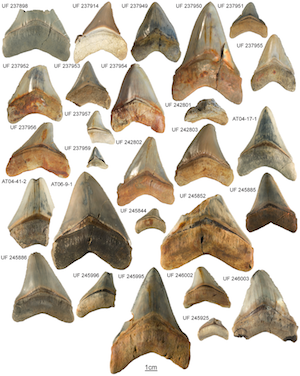 UF 237898 UF 237914 UF 237949 UF 237950 UF 237951
UF 237955
UF 237952 UF 237953 UF 237954
UF 237957 UF 242801
AT04-17-1
UF 237956 UF 242802 UF 242803
UF 237959
AT04-41-2 AT06-9-1 UF 245885
UF 245844 UF 245852
UF 245886 UF 245996 UF 245995 UF 246002 UF 246003
UF 245925
1cm